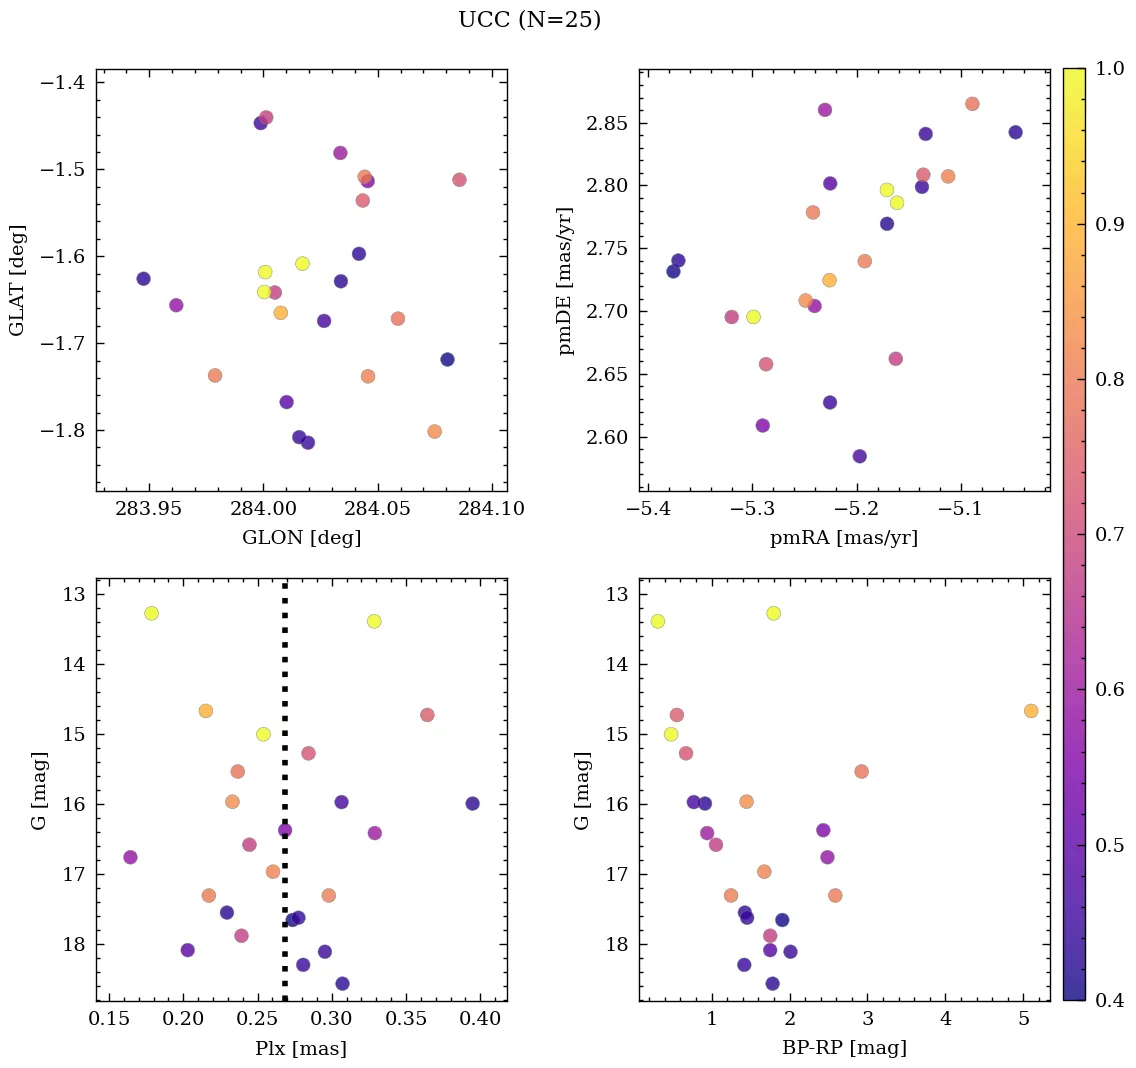 UCC (N=25)
−1.4
−1.5
−1.6
−1.7
−1.8
GLAT [deg]
283.95 284.00 284.05 284.10
GLON [deg]
2.85
2.80
2.75
2.70
2.65
2.60
pmDE [mas/yr]
−5.4 −5.3 −5.2 −5.1
pmRA [mas/yr]
13
14
15
16
17
18
G [mag]
0.15 0.20 0.25 0.30 0.35 0.40
Plx [mas]
13
14
15
16
17
18
G [mag]
1 2 3 4 5
BP-RP [mag]
1.0
0.9
0.8
0.7
0.6
0.5
0.4